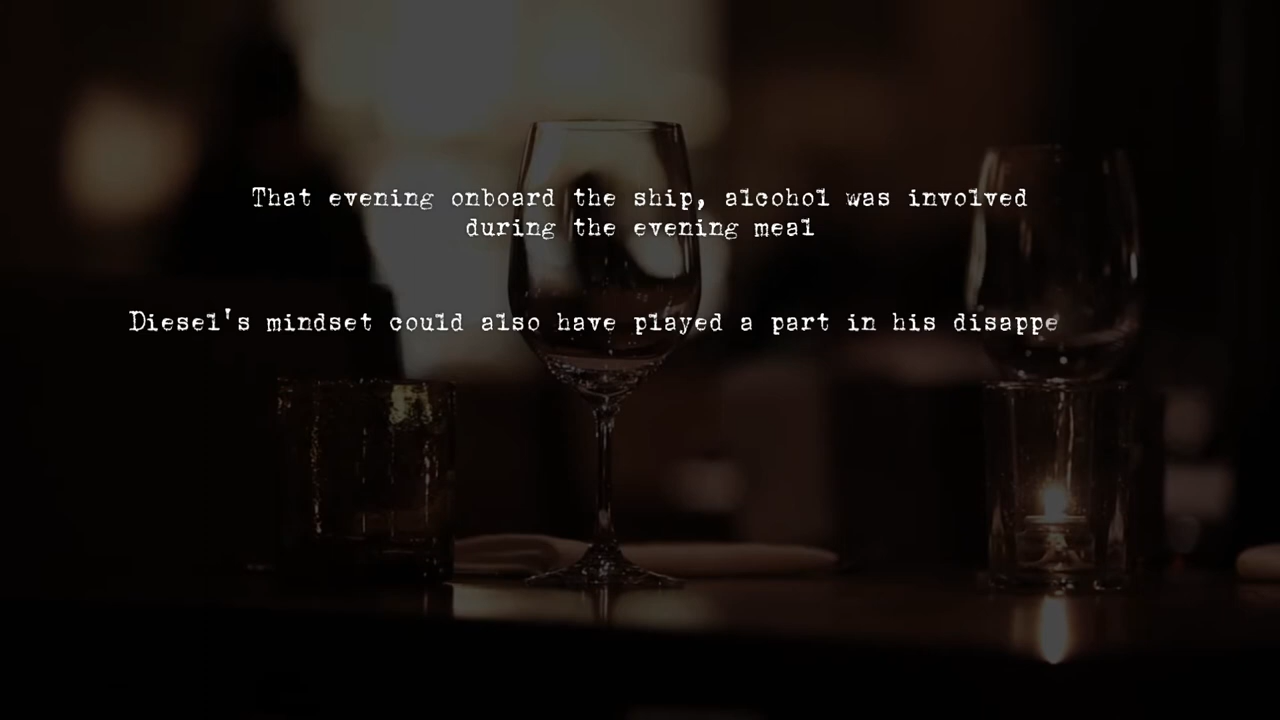 That evening onboard the ship, alcohol was involved
during the evening meal
Diesel's mindset could also have played a part in his disappe